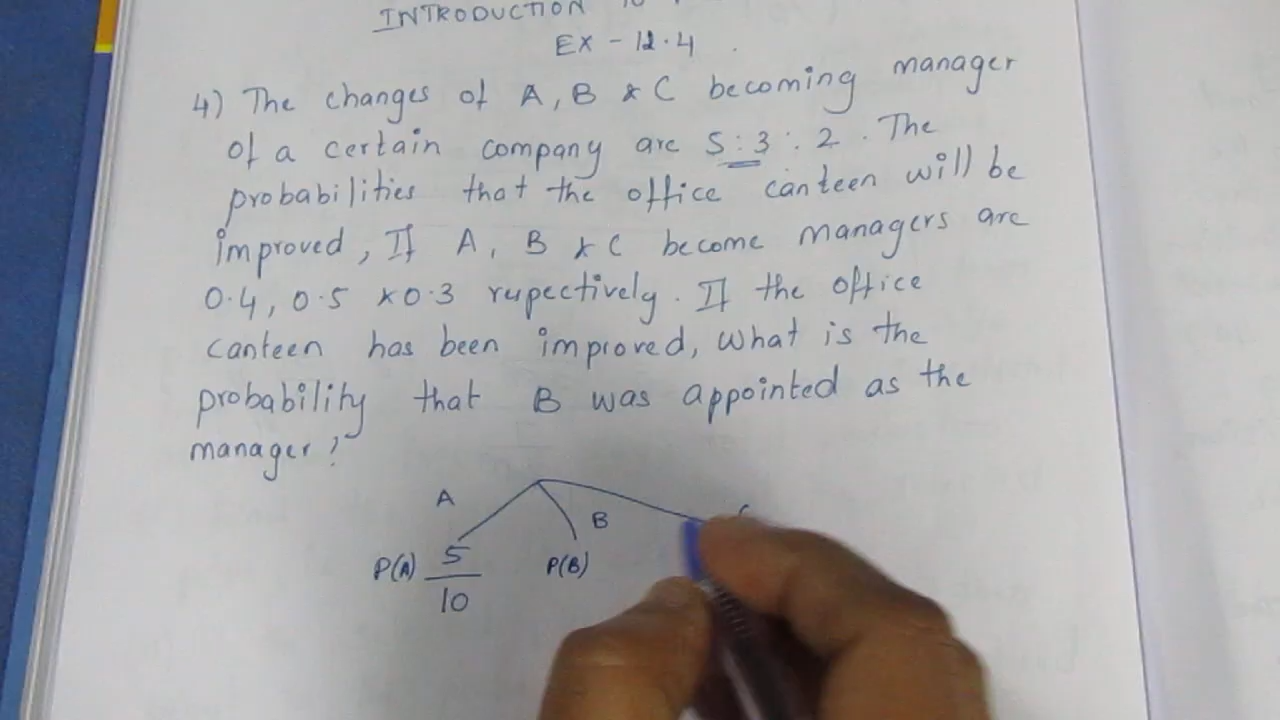 INTRODUCTION
EX - 12.4
4) The changes of A, B & C becoming manager
of a certain company are 5:3:2. The
probabilities that the office canteen will be
improved, If A, B & C become managers are
0.4, 0.5 & 0.3 rupectively. If the office
canteen has been improved, what is the
probability that B was appointed as the
manager?
A
B
P(A) 5/10
P(B)